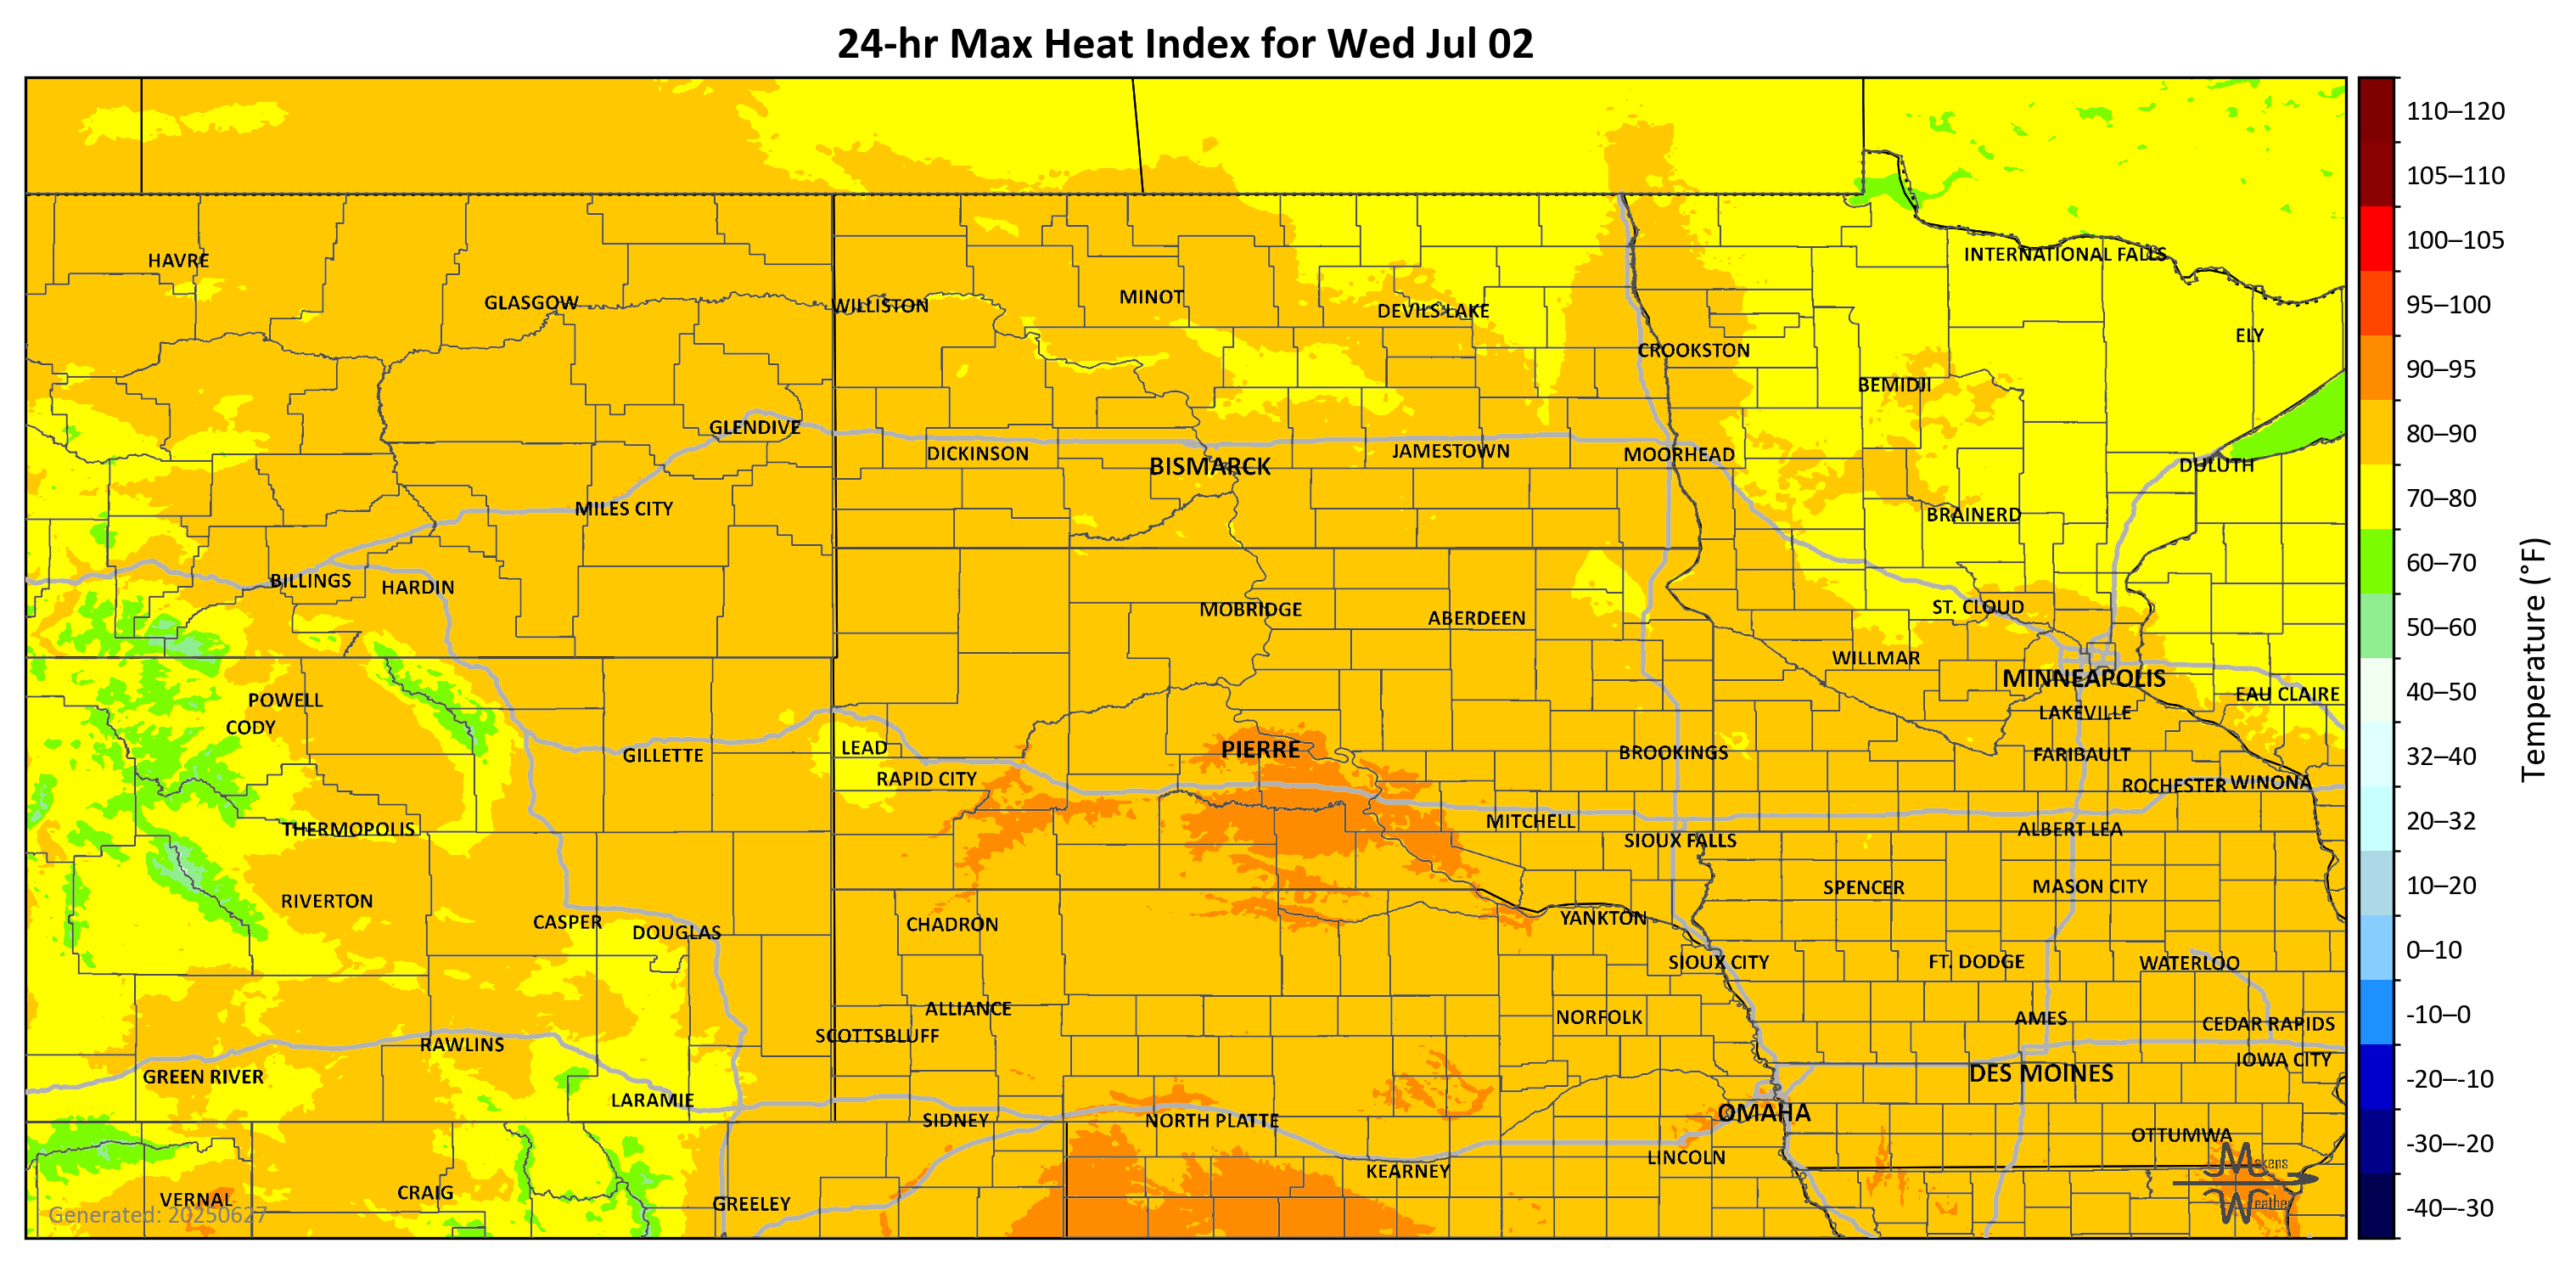 24-hr Max Heat Index for Wed Jul 02
HAVRE
GLASGOW
WILLISTON
MINOT
DEVILS LAKE
CROOKSTON
INTERNATIONAL FALLS
ELY
BEMIDJI
GLENDIVE
DICKINSON
BISMARCK
JAMESTOWN
MOORHEAD
DULUTH
MILES CITY
BRAINERD
BILLINGS
HARDIN
MOBRIDGE
ABERDEEN
ST. CLOUD
WILLMAR
MINNEAPOLIS
EAU CLAIRE
POWELL
CODY
LAKEVILLE
GILLETTE
LEAD
PIERRE
BROOKINGS
FARIBAULT
RAPID CITY
ROCHESTER
WINONA
THERMOPOLIS
MITCHELL
SIOUX FALLS
ALBERT LEA
RIVERTON
SPENCER
MASON CITY
CASPER
DOUGLAS
CHADRON
YANKTON
SIOUX CITY
FT. DODGE
WATERLOO
ALLIANCE
NORFOLK
AMES
CEDAR RAPIDS
SCOTTSBLUFF
RAWLINS
IOWA CITY
GREEN RIVER
DES MOINES
LARAMIE
SIDNEY
NORTH PLATTE
OMAHA
OTTUMWA
LINCOLN
KEARNEY
VERNAL
CRAIG
GREELEY
Generated: 20250627
Makens
Weather
110–120
105–110
100–105
95–100
90–95
80–90
70–80
60–70
50–60
40–50
32–40
20–32
10–20
0–10
-10–0
-20–-10
-30–-20
-40–-30
Temperature (°F)